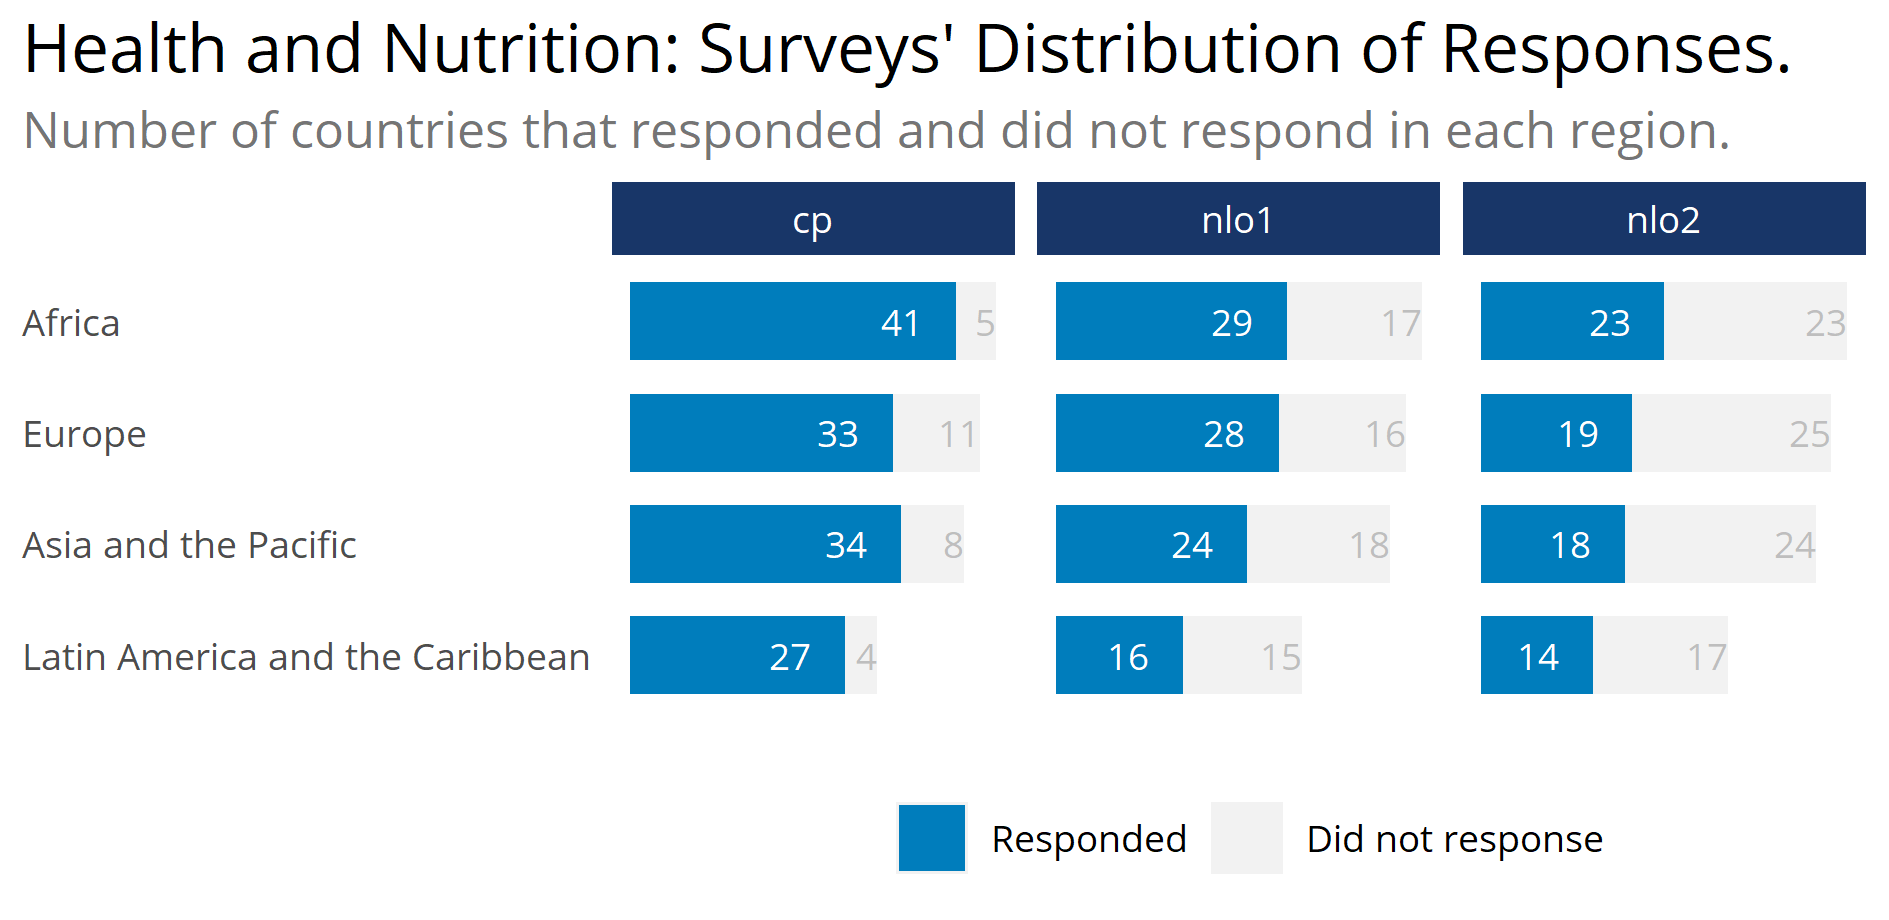 Health and Nutrition: Surveys' Distribution of Responses.
Number of countries that responded and did not respond in each region.
cp nlo1 nlo2
Africa 41 5 29 17 23 23
Europe 33 11 28 16 19 25
Asia and the Pacific 34 8 24 18 18 24
Latin America and the Caribbean 27 4 16 15 14 17
Responded Did not response